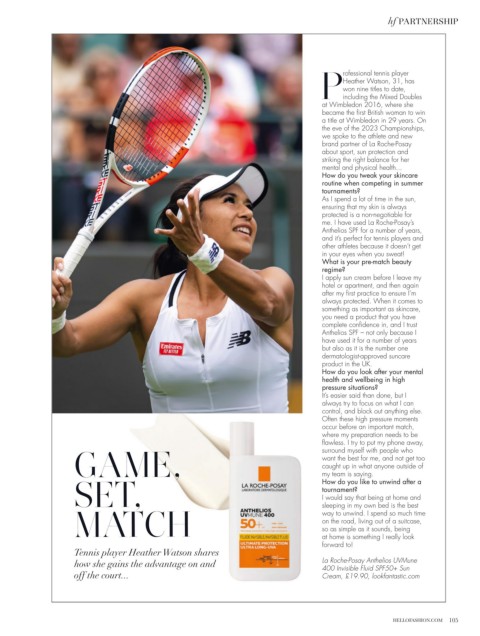 hf PARTNERSHIP
Professional tennis player
Heather Watson, 31, has
won nine titles to date,
including the Mixed Doubles
at Wimbledon 2016, where she
became the first British woman to win
a title at Wimbledon in 29 years. On
the eve of the 2023 Championships,
we spoke to the athlete and new
brand partner of La Roche-Posay
about sport, sun protection and
striking the right balance for her
mental and physical health...
How do you tweak your skincare
routine when competing in summer
tournaments?
As I spend a lot of time in the sun,
ensuring that my skin is always
protected is a non-negotiable for
me. I have used La Roche-Posay's
Anthelios SPF for a number of years,
and it's perfect for tennis players and
other athletes because it doesn't get
in your eyes when you sweat!
What is your pre-match beauty
regime?
I apply sun cream before I leave my
hotel or apartment, and then again
after my first practice to ensure I'm
always protected. When it comes to
something as important as skincare,
you need a product that you have
complete confidence in, and I trust
Anthelios SPF – not only because I
have used it for a number of years
but also as it is the number one
dermatologist-approved suncare
product in the UK.
How do you look after your mental
health and wellbeing in high
pressure situations?
It's easier said than done, but I
always try to focus on what I can
control, and block out anything else.
Often these high pressure moments
occur before an important match,
where my preparation needs to be
flawless. I try to put my phone away,
surround myself with people who
want the best for me, and not get too
caught up in what anyone outside of
my team is saying.
How do you like to unwind after a
tournament?
I would say that being at home and
sleeping in my own bed is the best
way to unwind. I spend so much time
on the road, living out of a suitcase,
so as simple as it sounds, being
at home is something I really look
forward to!
La Roche-Posay Anthelios UVMune
400 Invisible Fluid SPF50+ Sun
Cream, £19.90, lookfantastic.com
Emirates
NB
GAME,
SET,
MATCH
Tennis player Heather Watson shares
how she gains the advantage on and
off the court...
LA ROCHE-POSAY
LABORATOIRE DERMATOLOGIQUE
ANTHELIOS
UVMUNE 400
50+
ULTIMATE PROTECTION
ULTRA LONG UVA
HELLOFASHION.COM 105